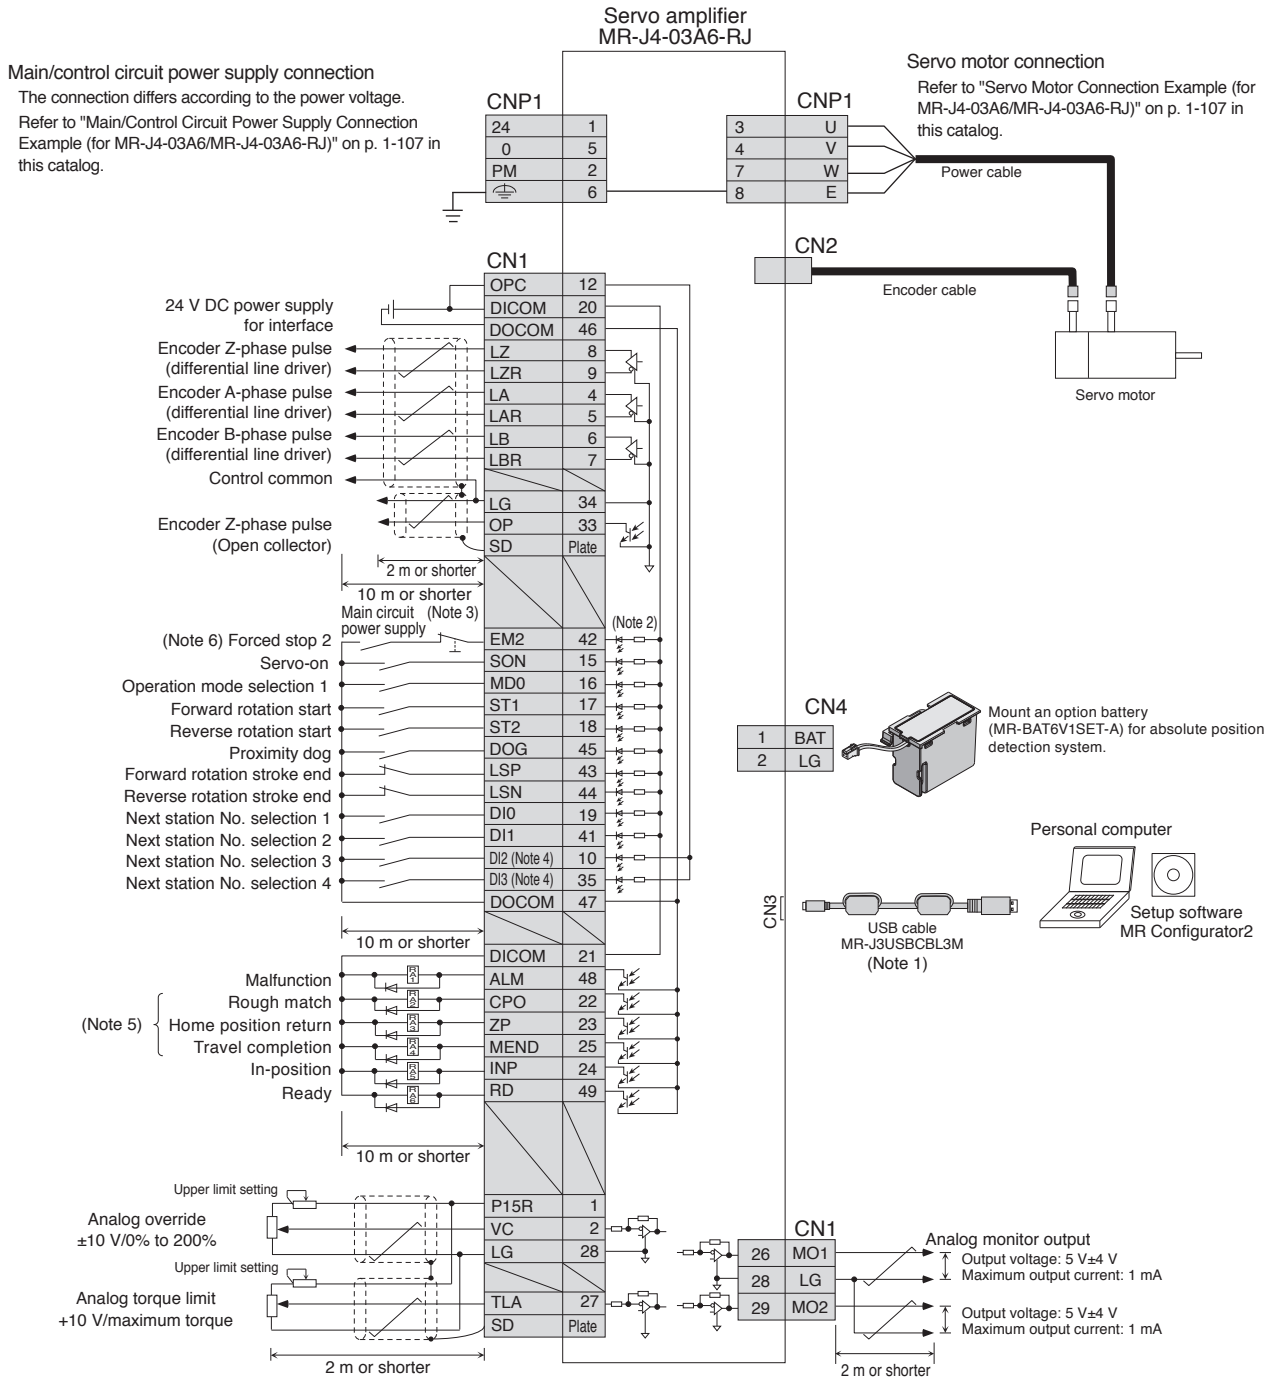 Servo amplifier
MR-J4-03A6-RJ
Main/control circuit power supply connection
The connection differs according to the power voltage.
Refer to "Main/Control Circuit Power Supply Connection
Example (for MR-J4-03A6/MR-J4-03A6-RJ)" on p. 1-107 in
this catalog.
Servo motor connection
Refer to "Servo Motor Connection Example (for
MR-J4-03A6/MR-J4-03A6-RJ)" on p. 1-107 in
this catalog.
CNP1
24 1
0 5
PM 2
6
CNP1
3 U
4 V
7 W
8 E
Power cable
CN2
Encoder cable
Servo motor
CN1
OPC 12
DICOM 20
DOCOM 46
LZ 8
LZR 9
LA 4
LAR 5
LB 6
LBR 7
LG 34
OP 33
SD Plate
24 V DC power supply
for interface
Encoder Z-phase pulse
(differential line driver)
Encoder A-phase pulse
(differential line driver)
Encoder B-phase pulse
(differential line driver)
Control common
Encoder Z-phase pulse
(Open collector)
2 m or shorter
10 m or shorter
Main circuit
power supply
(Note 3)
(Note 2)
(Note 6) Forced stop 2 EM2 42
Servo-on SON 15
Operation mode selection 1 MD0 16
Forward rotation start ST1 17
Reverse rotation start ST2 18
Proximity dog DOG 45
Forward rotation stroke end LSP 43
Reverse rotation stroke end LSN 44
Next station No. selection 1 DI0 19
Next station No. selection 2 DI1 41
Next station No. selection 3 DI2 (Note 4) 10
Next station No. selection 4 DI3 (Note 4) 35
DOCOM 47
10 m or shorter
DICOM 21
Malfunction RA1 ALM 48
Rough match RA2 CPO 22
(Note 5) Home position return RA3 ZP 23
Travel completion RA4 MEND 25
In-position RA5 INP 24
Ready RA6 RD 49
10 m or shorter
CN4
1 BAT
2 LG
Mount an option battery
(MR-BAT6V1SET-A) for absolute position
detection system.
Personal computer
CN3
USB cable
MR-J3USBCBL3M
(Note 1)
Setup software
MR Configurator2
Upper limit setting
Analog override
±10 V/0% to 200%
P15R 1
VC 2
LG 28
Upper limit setting
Analog torque limit
+10 V/maximum torque
TLA 27
SD Plate
2 m or shorter
CN1
26 MO1
28 LG
29 MO2
Analog monitor output
Output voltage: 5 V±4 V
Maximum output current: 1 mA
Output voltage: 5 V±4 V
Maximum output current: 1 mA
2 m or shorter